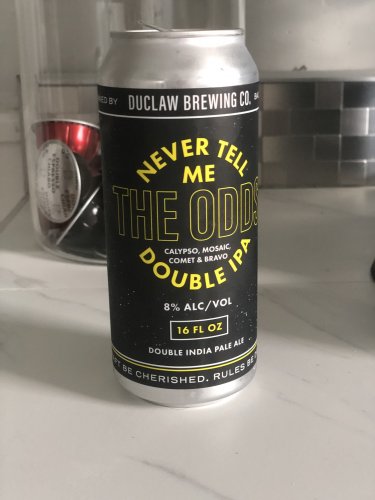 DUCLAW BREWING CO.
NEVER TELL
ME
THE ODDS
DOUBLE IPA
CALYPSO, MOSAIC,
COMET & BRAVO
8% ALC/VOL
16 FL OZ
DOUBLE INDIA PALE ALE
BE CHERISHED. RULES BE